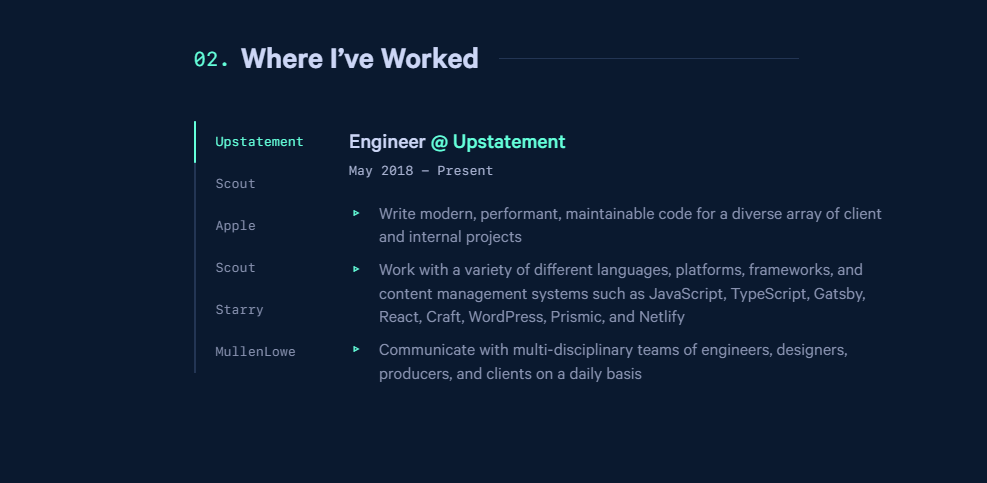 02. Where I’ve Worked
Upstatement
Scout
Apple
Scout
Starry
MullenLowe
Engineer @ Upstatement
May 2018 – Present
Write modern, performant, maintainable code for a diverse array of client
and internal projects
Work with a variety of different languages, platforms, frameworks, and
content management systems such as JavaScript, TypeScript, Gatsby,
React, Craft, WordPress, Prismic, and Netlify
Communicate with multi-disciplinary teams of engineers, designers,
producers, and clients on a daily basis